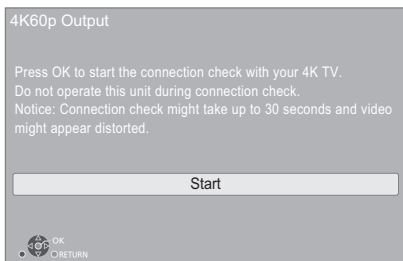 4K60p Output
Press OK to start the connection check with your 4K TV.
Do not operate this unit during connection check.
Notice: Connection check might take up to 30 seconds and video
might appear distorted.
Start
OK
RETURN